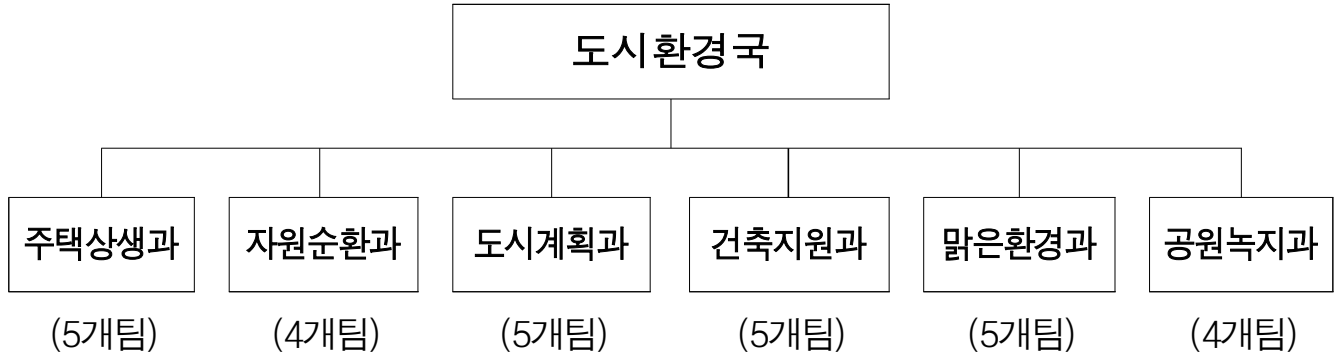 도시환경국
주택상생과 자원순환과 도시계획과 건축지원과 맑은환경과 공원녹지과
(5개팀) (4개팀) (5개팀) (5개팀) (5개팀) (4개팀)